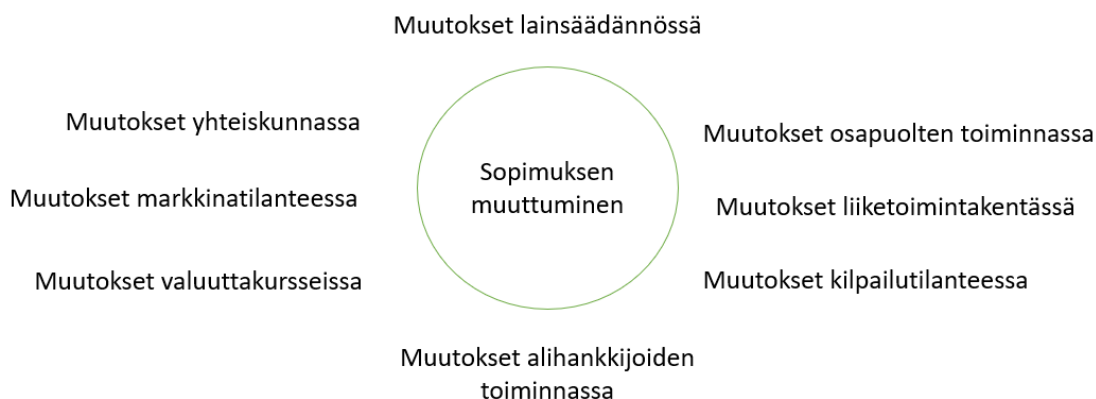 Muutokset lainsäädännössä
Muutokset yhteiskunnassa
Muutokset osapuolten toiminnassa
Sopimuksen
muuttuminen
Muutokset markkinatilanteessa
Muutokset liiketoimintakentässä
Muutokset valuuttakursseissa
Muutokset kilpailutilanteessa
Muutokset alihankkijoiden
toiminnassa